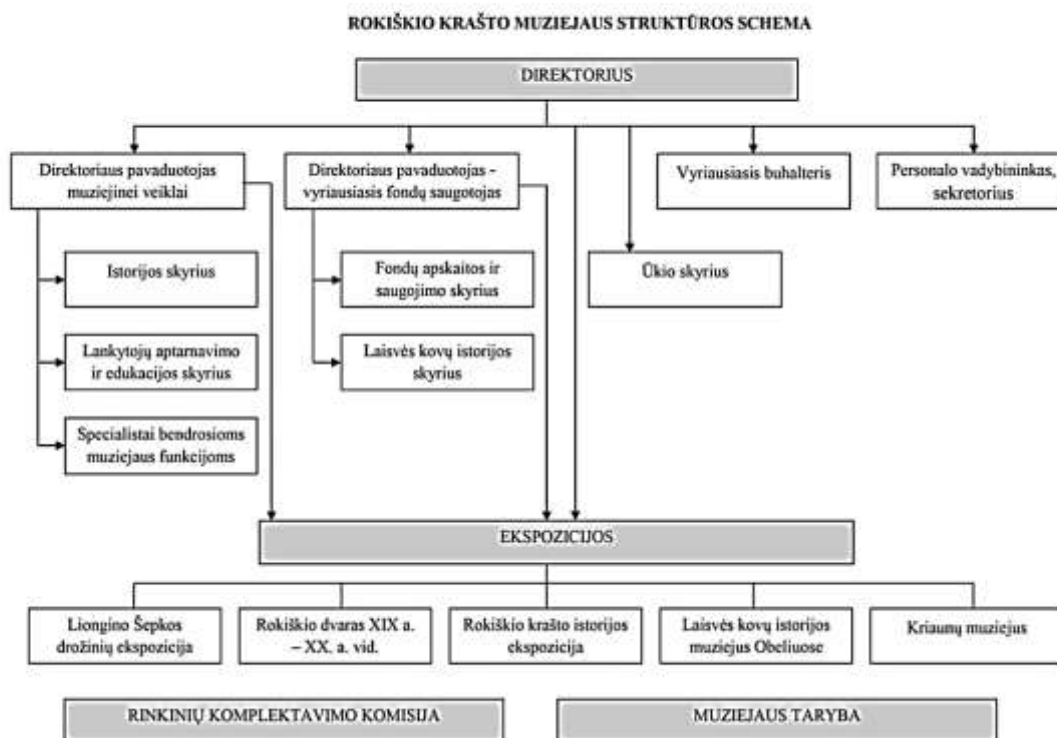 ROKIŠKIO KRAŠTO MUZIEJAUS STRUKTŪROS SCHEMA
DIREKTORIUS
Direktoriaus pavaduotojas
muziejinei veiklai
Direktoriaus pavaduotojas -
vyriausiasis fondų saugotojas
Vyriausiasis buhalteris
Personalo vadybininkas,
sekretorius
Istorijos skyrius
Fondų apskaitos ir
saugojimo skyrius
Ūkio skyrius
Lankytojų aptarnavimo
ir edukacijos skyrius
Laisvės kovų istorijos
skyrius
Specialistai bendrosioms
muziejaus funkcijoms
EKSPOZICIJOS
Liongino Šepkos
drožinių ekspozicija
Rokiškio dvaras XIX a.
– XX. a. vid.
Rokiškio krašto istorijos
ekspozicija
Laisvės kovų istorijos
muziejus Obeliuose
Kriaunų muziejus
RINKINIŲ KOMPLEKTAVIMO KOMISIJA
MUZIEJAUS TARYBA